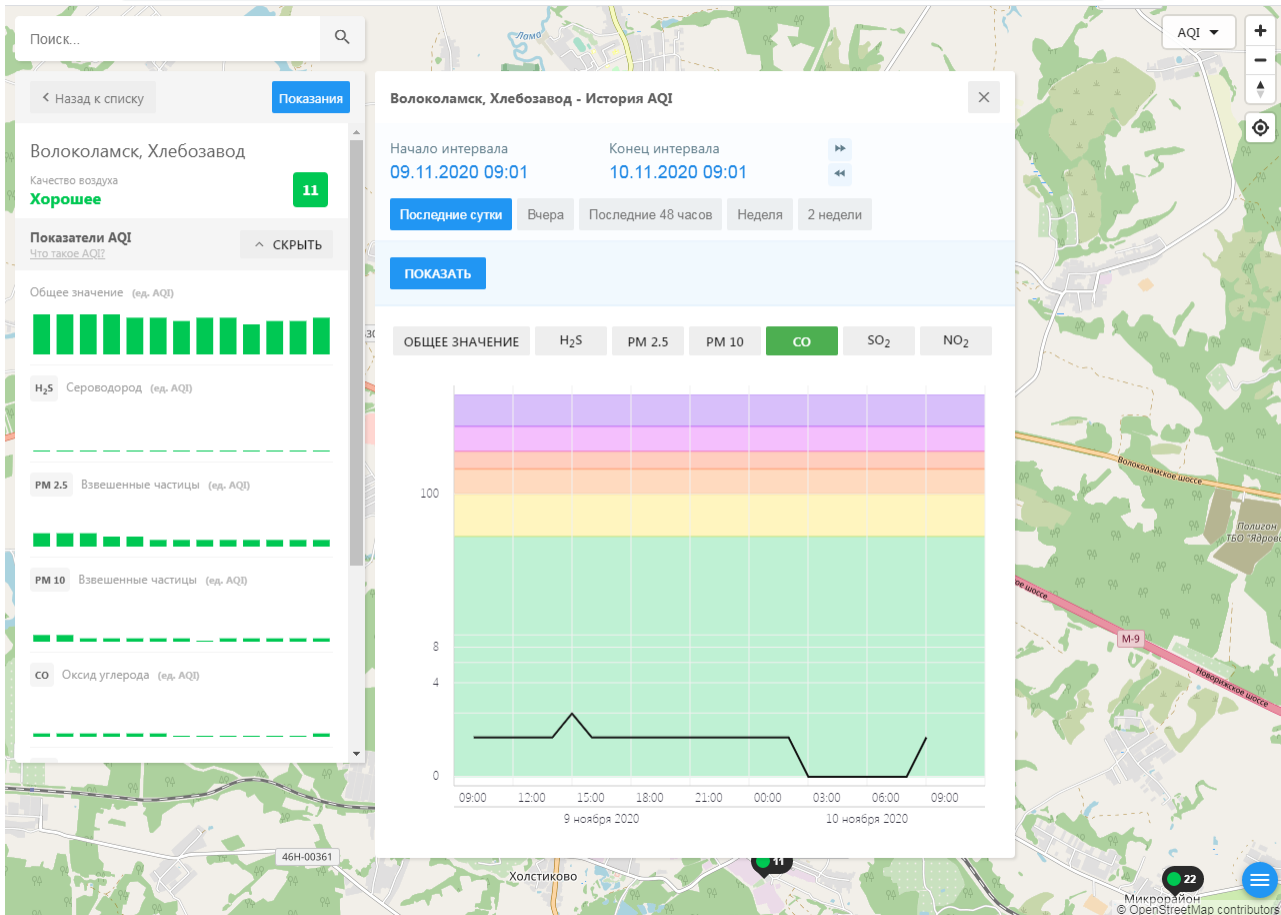 Поиск...
AQI
Ломо
Назад к списку
Показания
Волоколамск, Хлебозавод
Качество воздуха
Хорошее
11
Показатели AQI
Что такое AQI?
СКРЫТЬ
Общее значение (ед. AQI)
H2S Сероводород (ед. AQI)
PM 2.5 Взвешенные частицы (ед. AQI)
PM 10 Взвешенные частицы (ед. AQI)
CO Оксид углерода (ед. AQI)
Волоколамск, Хлебозавод - История AQI
Начало интервала
09.11.2020 09:01
Конец интервала
10.11.2020 09:01
Последние сутки
Вчера
Последние 48 часов
Неделя
2 недели
ПОКАЗАТЬ
ОБЩЕЕ ЗНАЧЕНИЕ
H2S
PM 2.5
PM 10
CO
SO2
NO2
100
8
4
0
09:00 12:00 15:00 18:00 21:00 00:00 03:00 06:00 09:00
9 ноября 2020 10 ноября 2020
Волоколамское шоссе
Полигон
ТБО "Ядрово
ое шоссе
М-9
Новорижское шоссе
46Н-00361
Холстиково
11
22
Микрорайон
© OpenStreetMap contributors